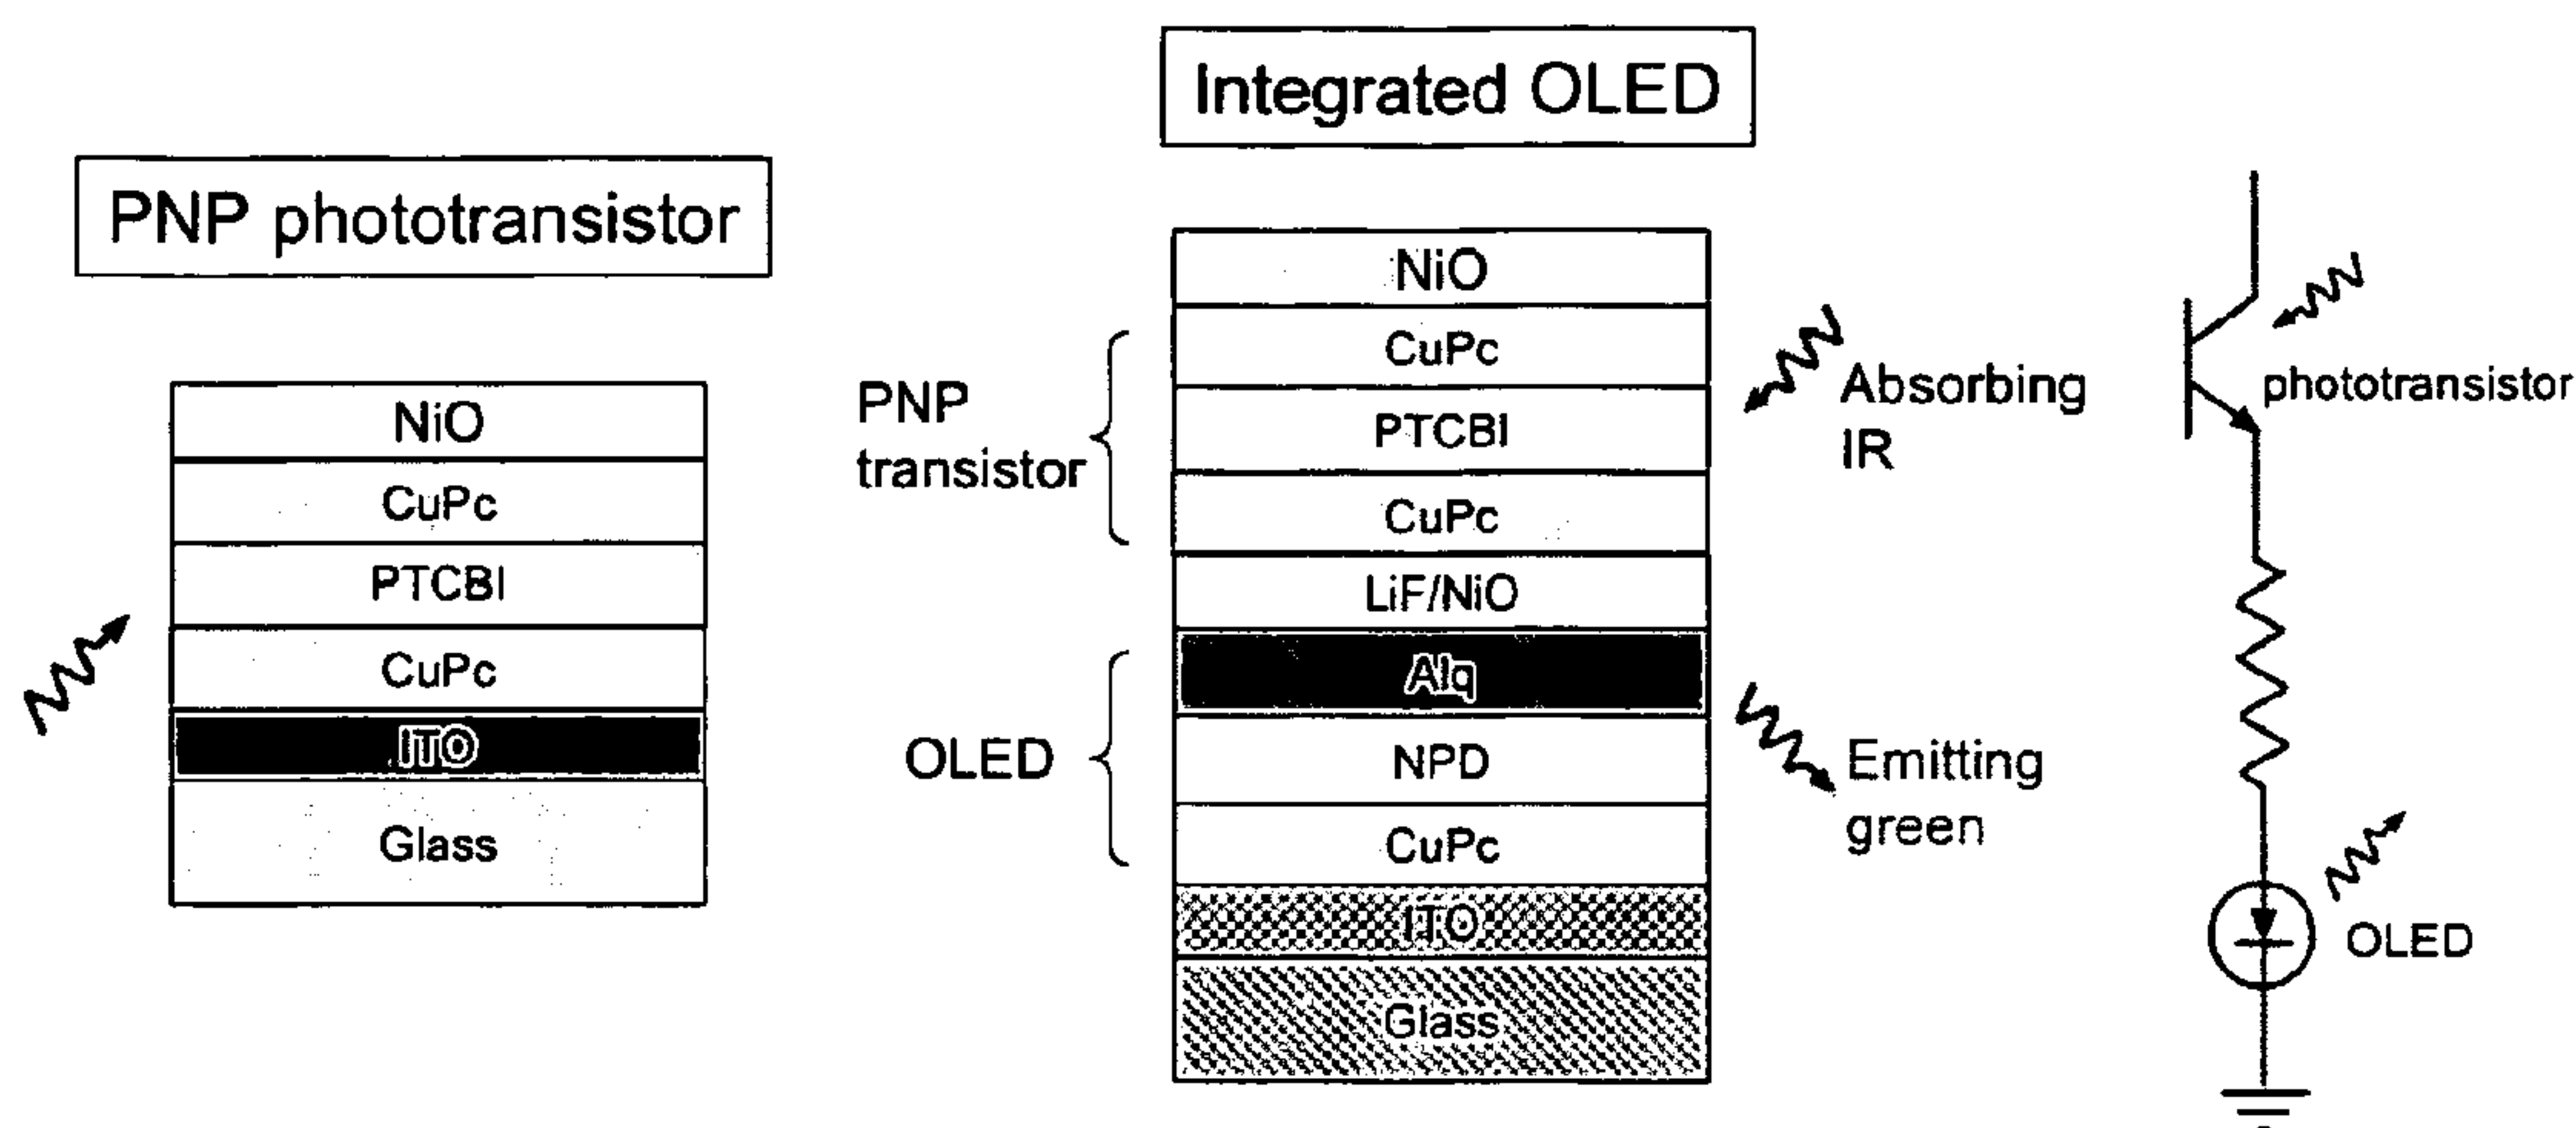 PNP phototransistor
NiO
CuPc
PTCBI
CuPc
ITO
Glass
Integrated OLED
NiO
CuPc
PTCBI
CuPc
LiF/NiO
Alq
NPD
CuPc
ITO
Glass
PNP
transistor
OLED
Absorbing
IR
Emitting
green
phototransistor
OLED